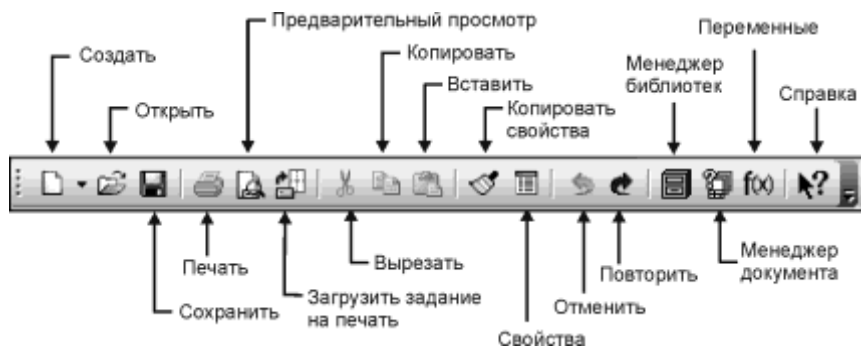 Предварительный просмотр
Переменные
Создать
Копировать
Менеджер
библиотек
Вставить
Справка
Открыть
Копировать
свойства
f(x)
?
Печать
Вырезать
Повторить
Менеджер
документа
Сохранить
Загрузить задание
на печать
Отменить
Свойства